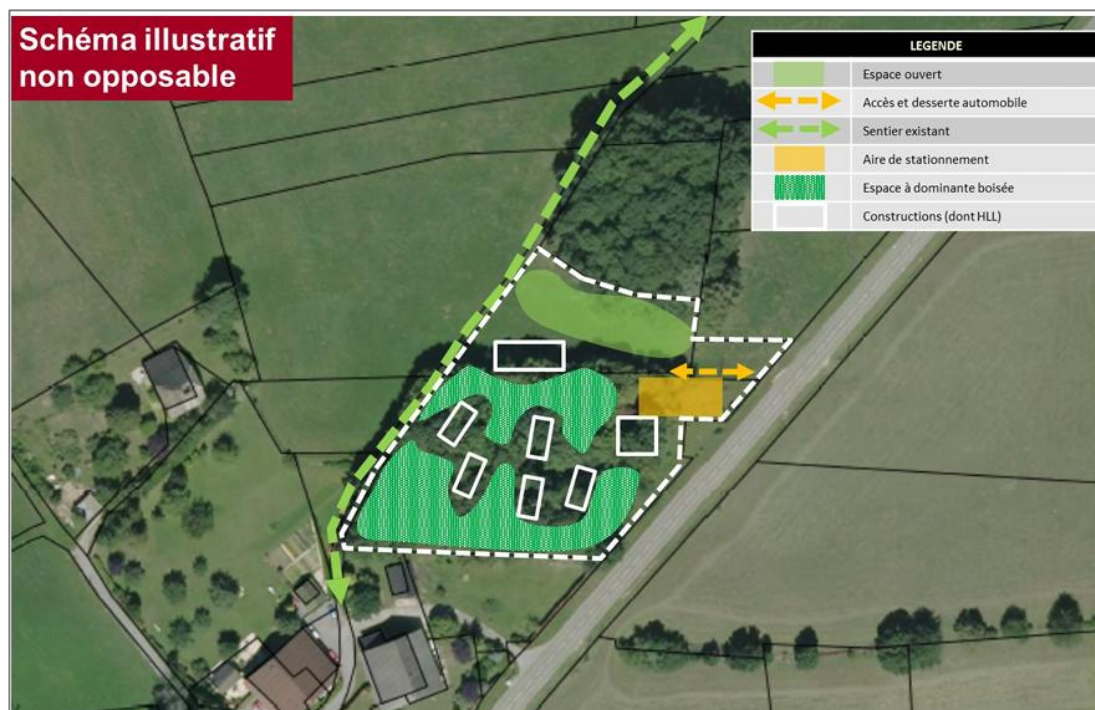 Schéma illustratif
non opposable
LEGENDE
Espace ouvert
Accès et desserte automobile
Sentier existant
Aire de stationnement
Espace à dominante boisée
Constructions (dont HLL)